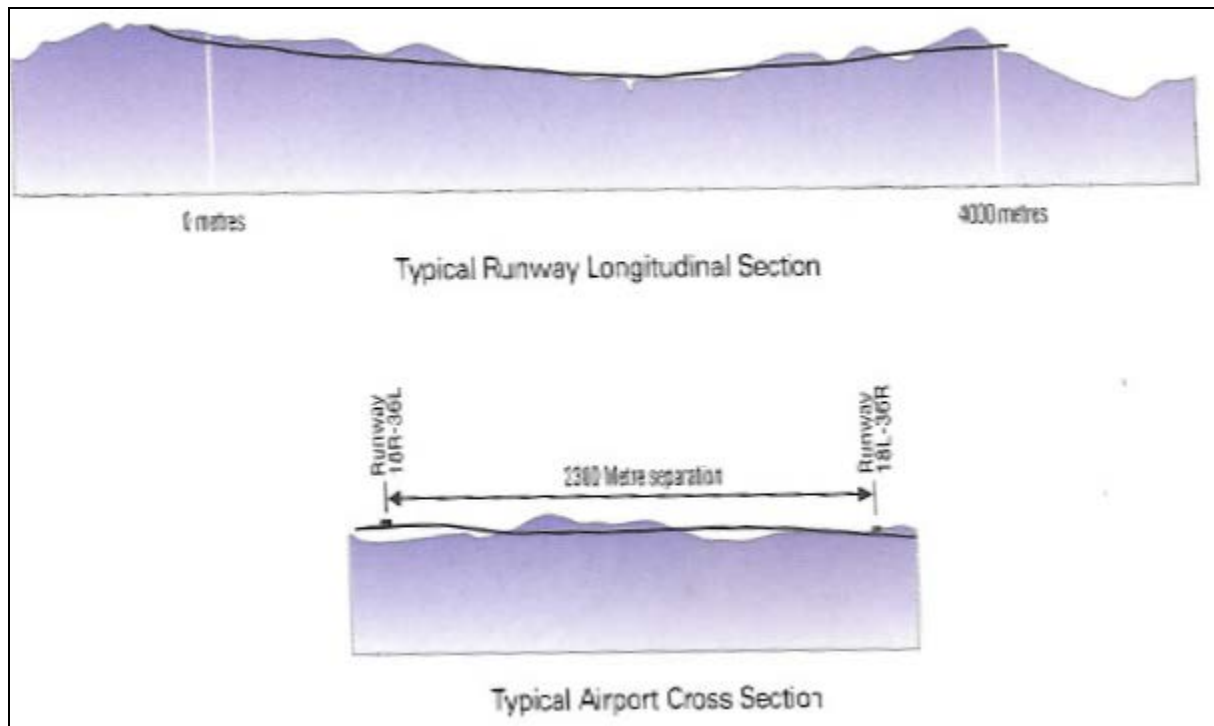 0 metres
4000 metres
Typical Runway Longitudinal Section
Runway
18R-36L
Runway
18L-36R
2300 Metre separation
Typical Airport Cross Section